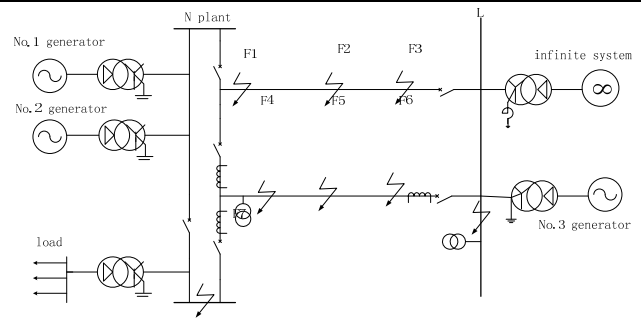 N plant
L
No.1 generator
F1
F2
F3
infinite system
No.2 generator
F4
F5
F6
∞
F7
No.3 generator
load